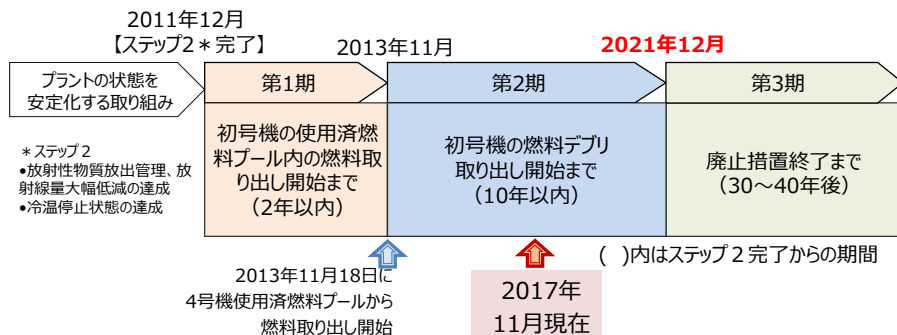 2011年12月
【ステップ2＊完了】
2013年11月
2021年12月
プラントの状態を
安定化する取り組み
第1期
第2期
第3期
＊ステップ２
•放射性物質放出管理、放
射線量大幅低減の達成
•冷温停止状態の達成
初号機の使用済燃
料プール内の燃料取
り出し開始まで
（2年以内）
初号機の燃料デブリ
取り出し開始まで
（10年以内）
廃止措置終了まで
（30～40年後）
(　)内はステップ２完了からの期間
2013年11月18日に
4号機使用済燃料プールから
燃料取り出し開始
2017年
11月現在